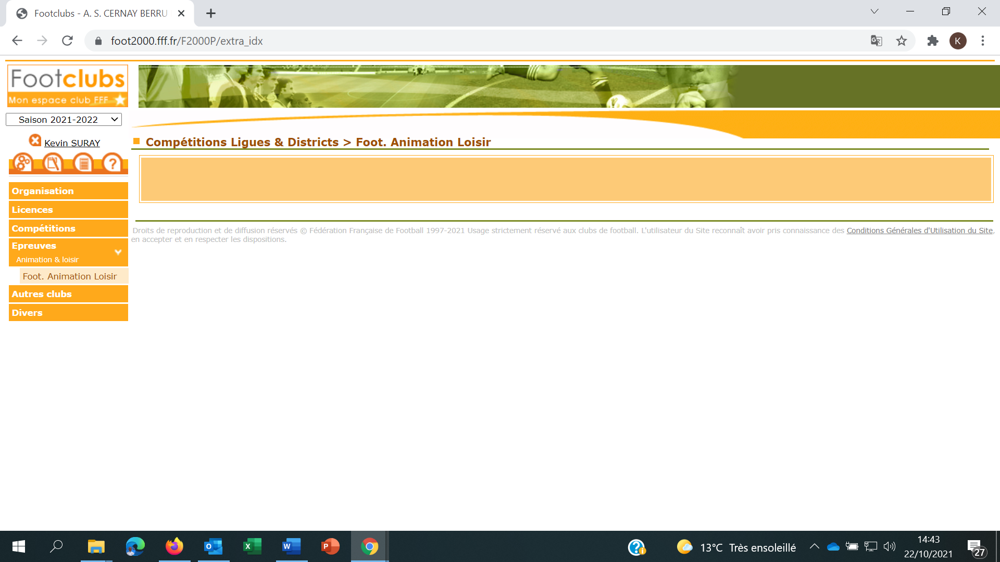 Footclubs - A. S. CERNAY BERRU
foot2000.fff.fr/F2000P/extra_idx
K
Footclubs
Mon espace club FFF
Saison 2021-2022
Kevin SURAY
Compétitions Ligues & Districts > Foot. Animation Loisir
Organisation
Licences
Compétitions
Epreuves
Animation & loisir
Foot. Animation Loisir
Autres clubs
Divers
Droits de reproduction et de diffusion réservés © Fédération Française de Football 1997-2021 Usage strictement réservé aux clubs de football. L'utilisateur du Site reconnaît avoir pris connaissance des Conditions Générales d'Utilisation du Site,
en accepter et en respecter les dispositions.
13°C Très ensoleillé
14:43
22/10/2021
27